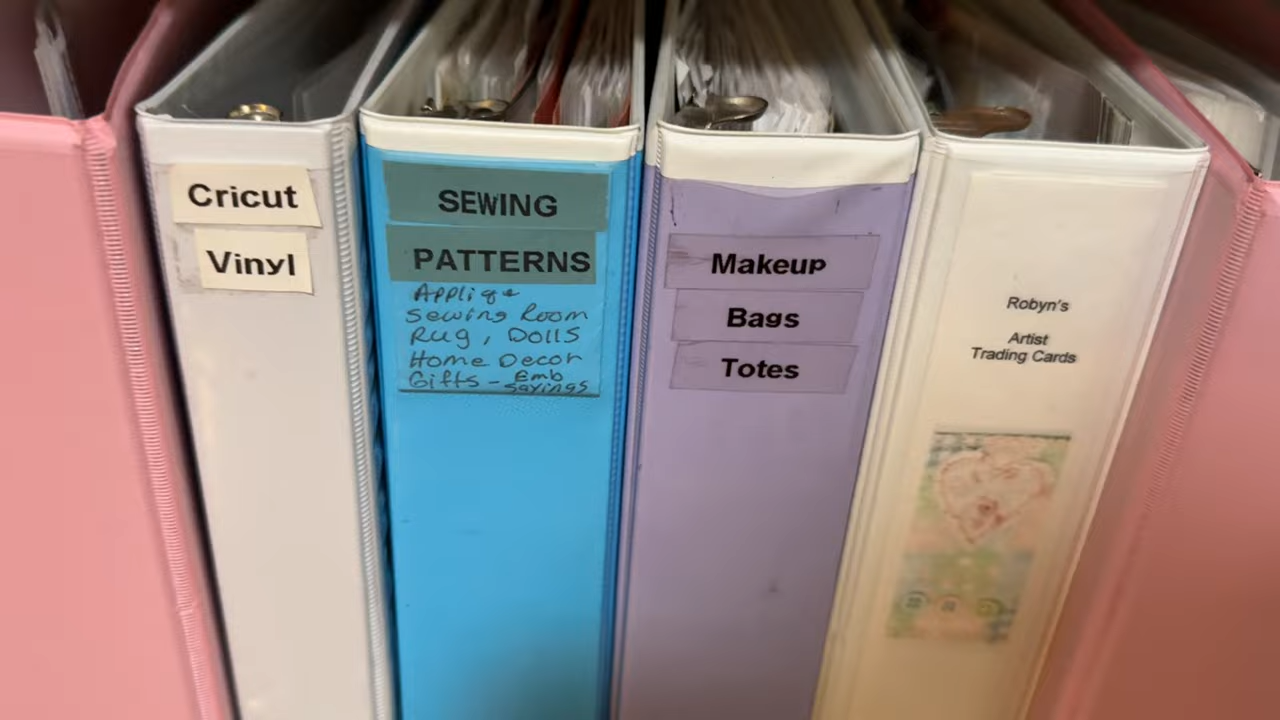 Cricut
Vinyl
SEWING
PATTERNS
Applique
Sewing Room
Rug, Dolls
Home Decor
Gifts - Emb
sayings
Makeup
Bags
Totes
Robyn's
Artist
Trading Cards